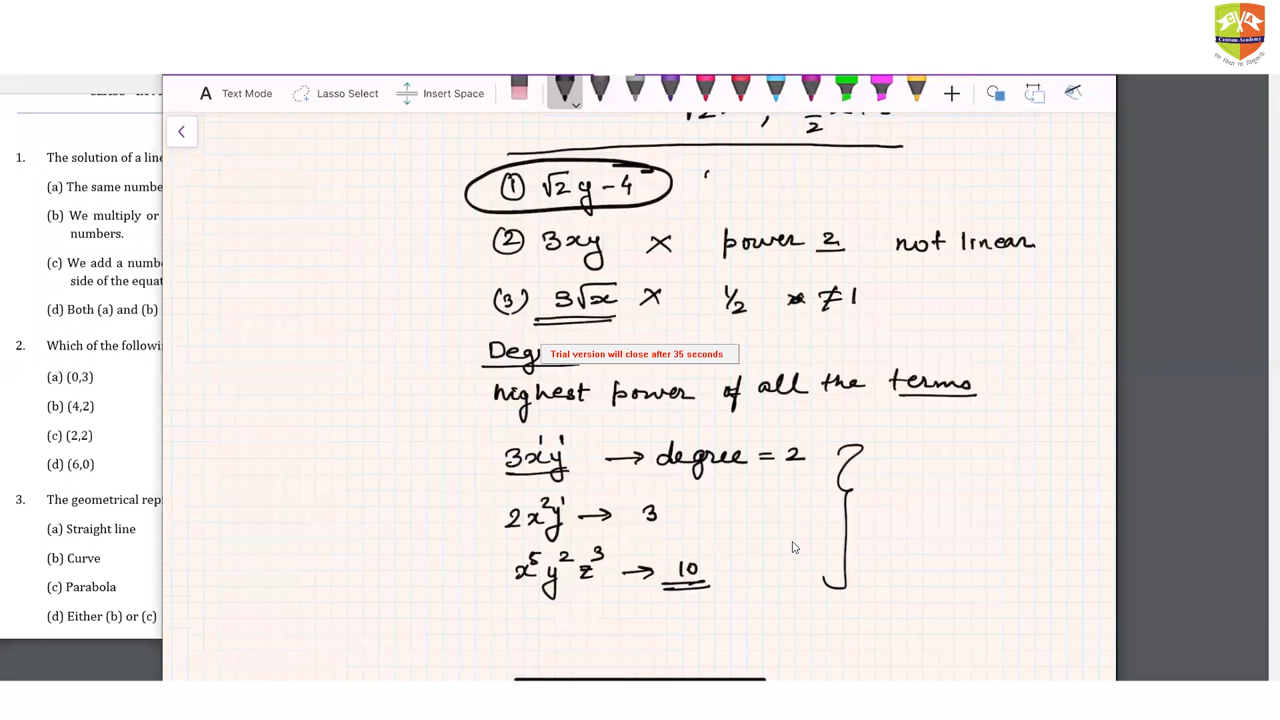 Centum Academy
Text Mode
Lasso Select
Insert Space
1. The solution of a line
(a) The same numbe
(b) We multiply or
numbers.
(c) We add a numbe
side of the equat
(d) Both (a) and (b)
2. Which of the followi
(a) (0,3)
(b) (4,2)
(c) (2,2)
(d) (6,0)
3. The geometrical rep
(a) Straight line
(b) Curve
(c) Parabola
(d) Either (b) or (c)
① √2 y - 4
② 3xy × power 2 not linear
(3) 3√x × 1/2 ≠ 1
Deg
Trial version will close after 35 seconds
highest power of all the terms
3x¹y¹ → degree = 2
2x²y¹ → 3
x⁵y²z³ → 10